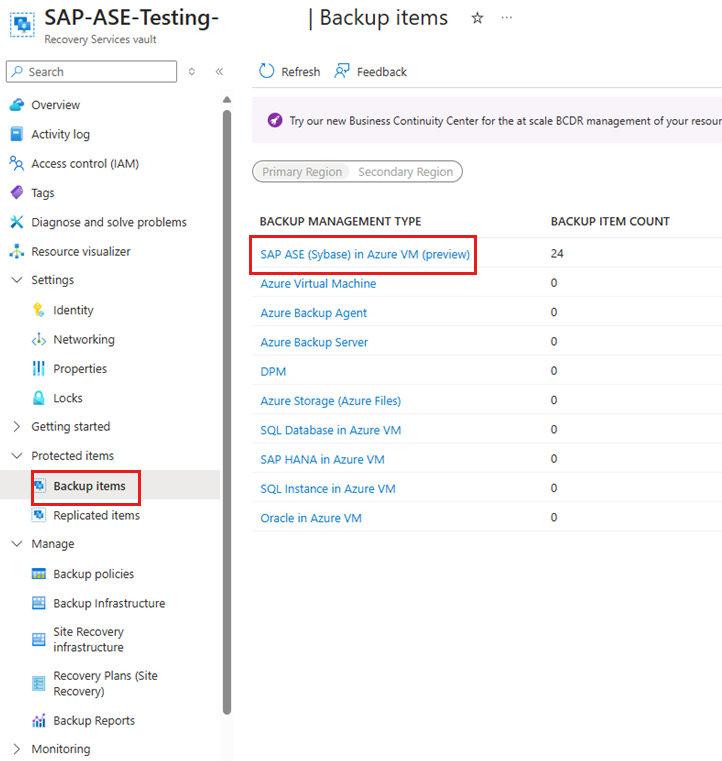 SAP-ASE-Testing- | Backup items
Recovery Services vault
Search
Overview
Activity log
Access control (IAM)
Tags
Diagnose and solve problems
Resource visualizer
Settings
Identity
Networking
Properties
Locks
Getting started
Protected items
Backup items
Replicated items
Manage
Backup policies
Backup Infrastructure
Site Recovery
infrastructure
Recovery Plans (Site
Recovery)
Backup Reports
Monitoring
Refresh Feedback
Try our new Business Continuity Center for the at scale BCDR management of your resour
Primary Region Secondary Region
BACKUP MANAGEMENT TYPE BACKUP ITEM COUNT
SAP ASE (Sybase) in Azure VM (preview) 24
Azure Virtual Machine 0
Azure Backup Agent 0
Azure Backup Server 0
DPM 0
Azure Storage (Azure Files) 0
SQL Database in Azure VM 0
SAP HANA in Azure VM 0
SQL Instance in Azure VM 0
Oracle in Azure VM 0